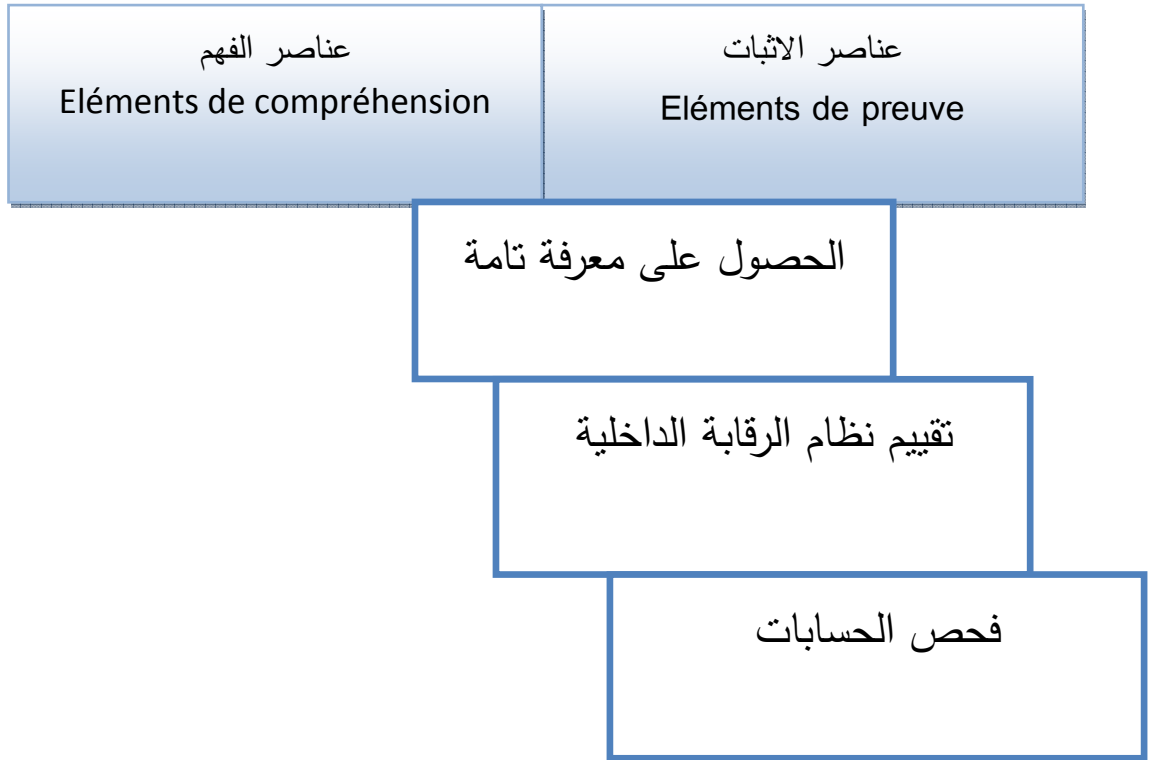 عناصر الاثبات
Eléments de preuve
عناصر الفهم
Eléments de compréhension
الحصول على معرفة تامة
تقييم نظام الرقابة الداخلية
فحص الحسابات